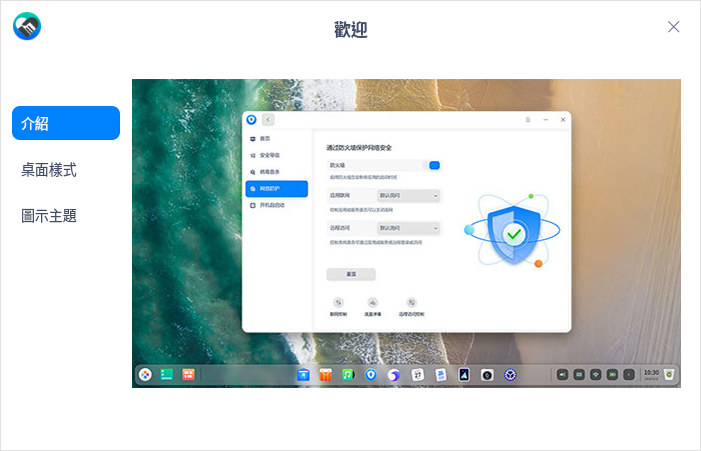 歡迎
介紹
桌面樣式
圖示主題
首页
安全等级
病毒查杀
网络防护
开机自启动
通过防火墙保护网络安全
防火墙
应用联网
默认询问
远程访问
默认询问
重置
联网控制
流量详情
远程访问控制
27
10:30